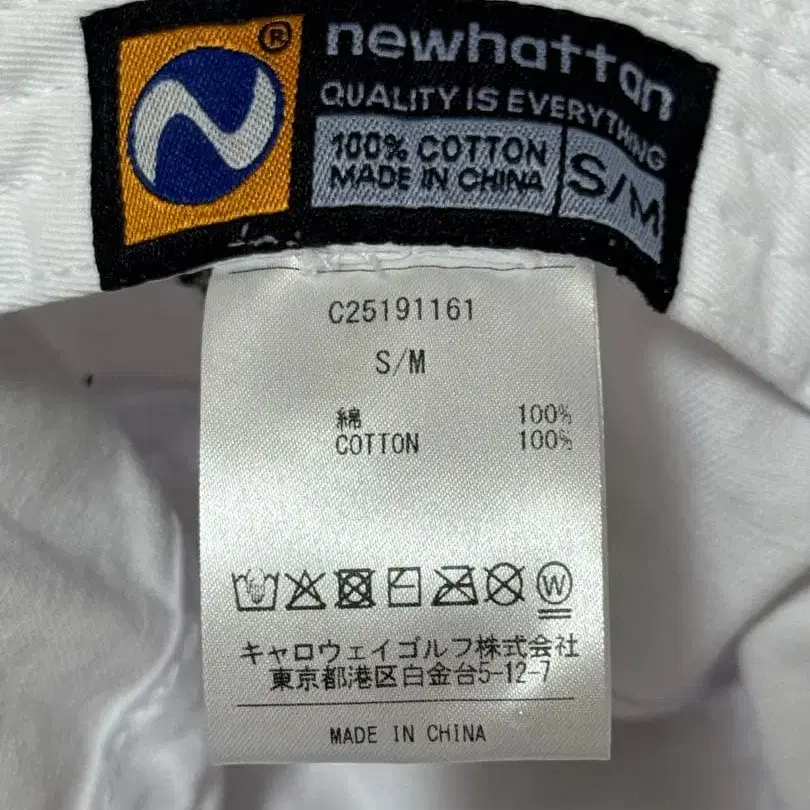 ®
newhattan
QUALITY IS EVERYTHING
100% COTTON
MADE IN CHINA
S/M
C25191161
S/M
綿 100%
COTTON 100%
W
キャロウェイゴルフ株式会社
東京都港区白金台5-12-7
MADE IN CHINA